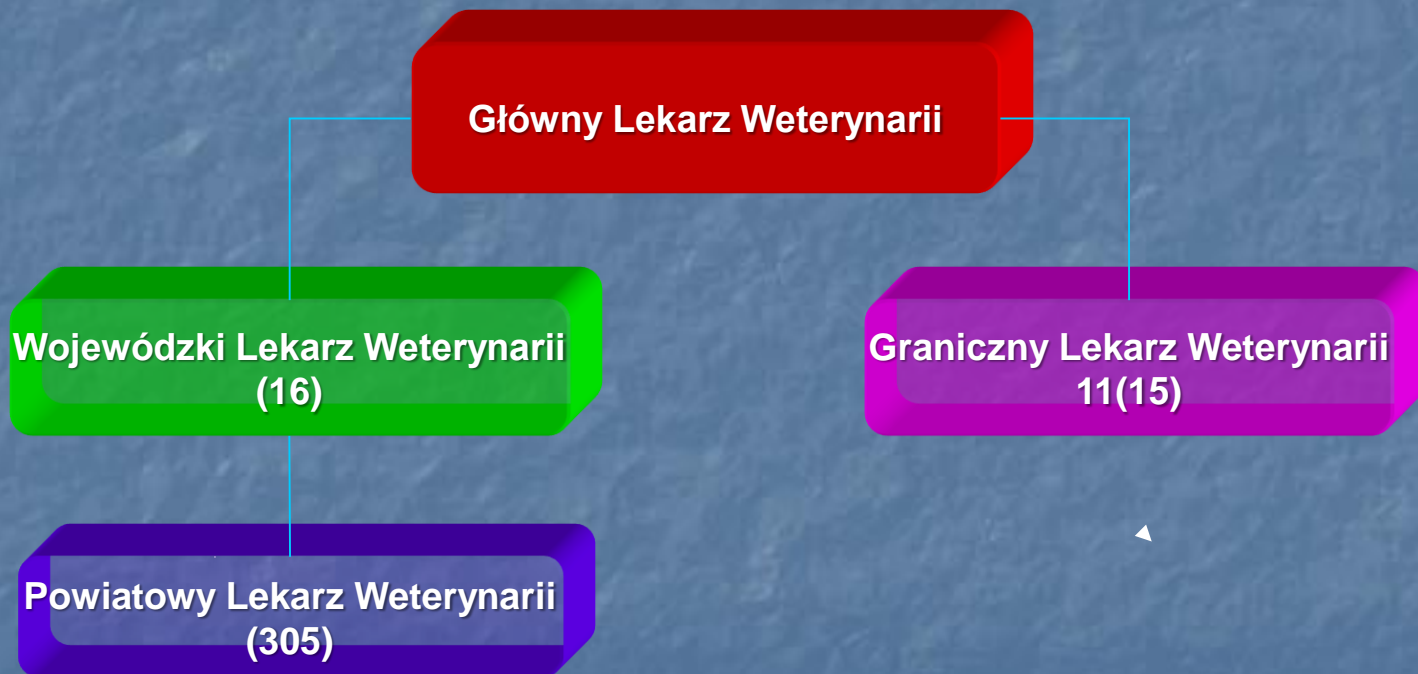 Główny Lekarz Weterynarii
Wojewódzki Lekarz Weterynarii
(16)
Graniczny Lekarz Weterynarii
11(15)
Powiatowy Lekarz Weterynarii
(305)